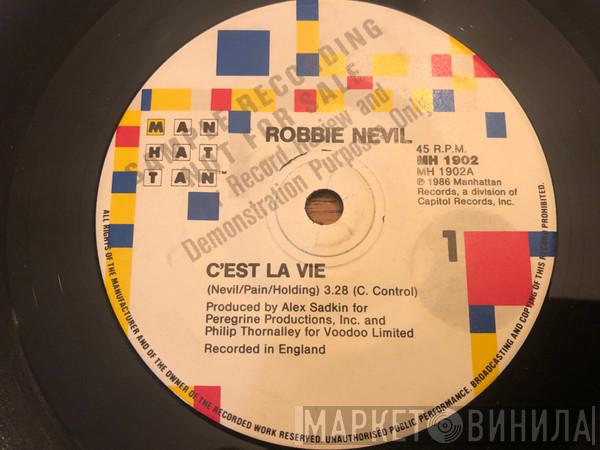 SAMPLE RECORDING
NOT FOR SALE
Record Review and
Demonstration Purposes Only
MAN
HAT
TAN™
ROBBIE NEVIL
45 R.P.M.
MH 1902
MH 1902A
℗ 1986 Manhattan
Records, a division of
Capitol Records, Inc.
1
C'EST LA VIE
(Nevil/Pain/Holding) 3.28 (C. Control)
Produced by Alex Sadkin for
Peregrine Productions, Inc. and
Philip Thornalley for Voodoo Limited
Recorded in England
ALL RIGHTS OF THE MANUFACTURER AND OF THE OWNER OF THE RECORDED WORK RESERVED. UNAUTHORISED PUBLIC PERFORMANCE, BROADCASTING AND COPYING OF THIS RECORD PROHIBITED.
МАРКЕТ ВИНИЛА